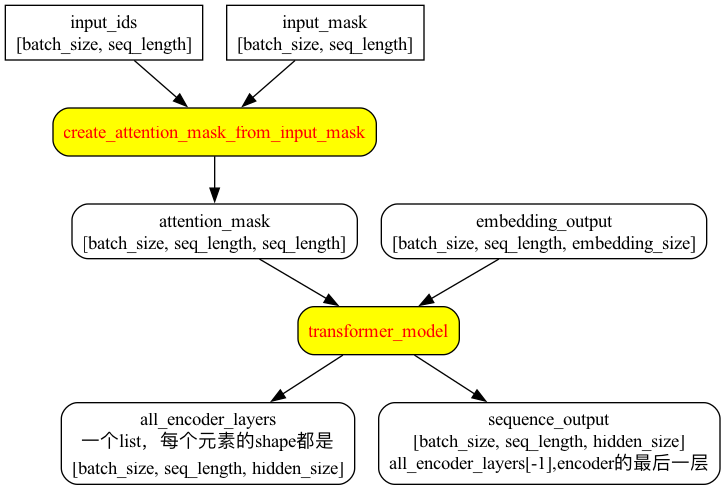 input_ids
[batch_size, seq_length]
input_mask
[batch_size, seq_length]
create_attention_mask_from_input_mask
attention_mask
[batch_size, seq_length, seq_length]
embedding_output
[batch_size, seq_length, embedding_size]
transformer_model
all_encoder_layers
一个list，每个元素的shape都是
[batch_size, seq_length, hidden_size]
sequence_output
[batch_size, seq_length, hidden_size]
all_encoder_layers[-1],encoder的最后一层